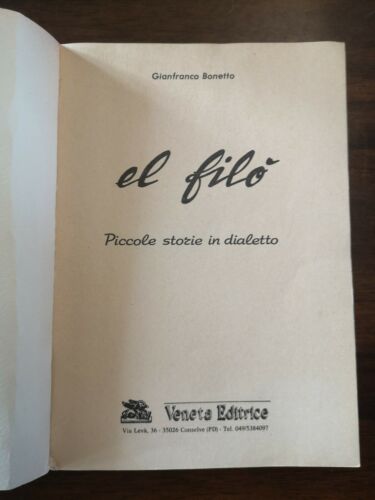 Gianfranco Bonetto
el filò
Piccole storie in dialetto
Veneta Editrice
Via Levà, 36 - 35026 Conselve (PD) - Tel. 049/5384097